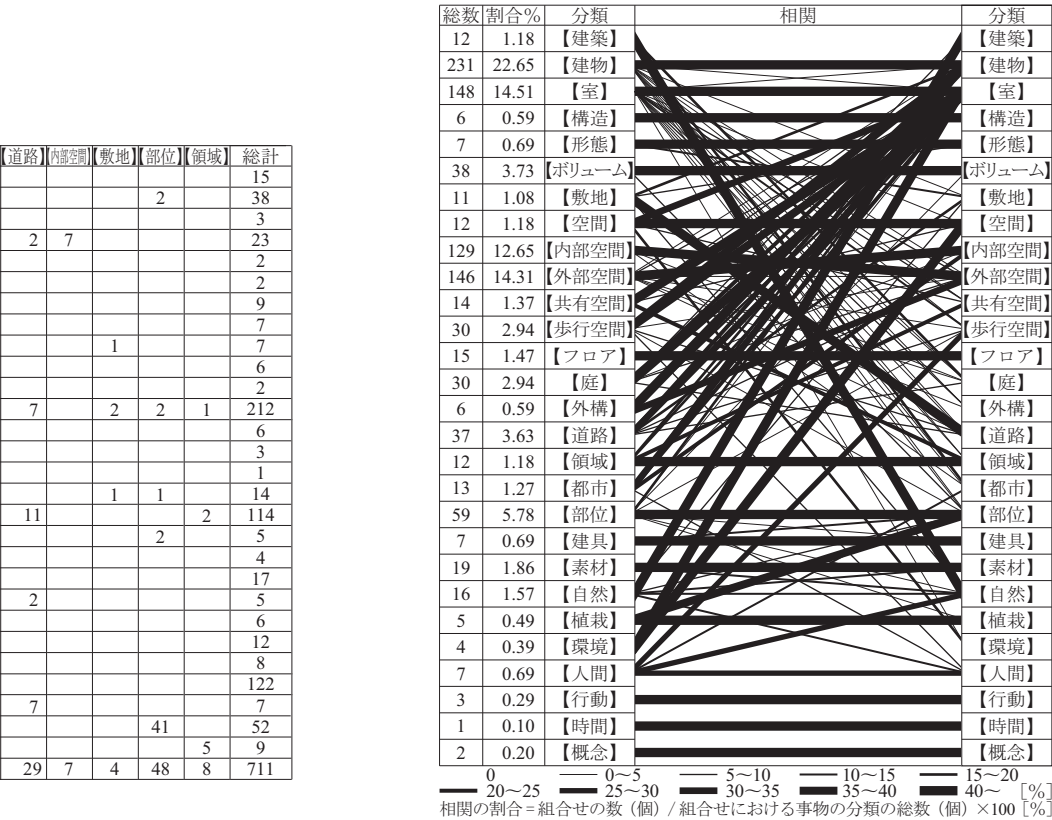 【道路】【内部空間】【敷地】【部位】【領域】 総計
15
2 38
3
2 7 23
2
2
9
7
1 7
6
2
7 2 2 1 212
6
3
1
1 1 14
11 2 114
2 5
4
17
2 5
6
12
8
122
7 7
41 52
5 9
29 7 4 48 8 711
総数 割合% 分類 相関 分類
12 1.18 【建築】 【建築】
231 22.65 【建物】 【建物】
148 14.51 【室】 【室】
6 0.59 【構造】 【構造】
7 0.69 【形態】 【形態】
38 3.73 【ボリューム】 【ボリューム】
11 1.08 【敷地】 【敷地】
12 1.18 【空間】 【空間】
129 12.65 【内部空間】 【内部空間】
146 14.31 【外部空間】 【外部空間】
14 1.37 【共有空間】 【共有空間】
30 2.94 【歩行空間】 【歩行空間】
15 1.47 【フロア】 【フロア】
30 2.94 【庭】 【庭】
6 0.59 【外構】 【外構】
37 3.63 【道路】 【道路】
12 1.18 【領域】 【領域】
13 1.27 【都市】 【都市】
59 5.78 【部位】 【部位】
7 0.69 【建具】 【建具】
19 1.86 【素材】 【素材】
16 1.57 【自然】 【自然】
5 0.49 【植栽】 【植栽】
4 0.39 【環境】 【環境】
7 0.69 【人間】 【人間】
3 0.29 【行動】 【行動】
1 0.10 【時間】 【時間】
2 0.20 【概念】 【概念】
0 0~5 5~10 10~15 15~20
20~25 25~30 30~35 35~40 40~ [%]
相関の割合=組合せの数(個)/組合せにおける事物の分類の総数(個)×100[%]